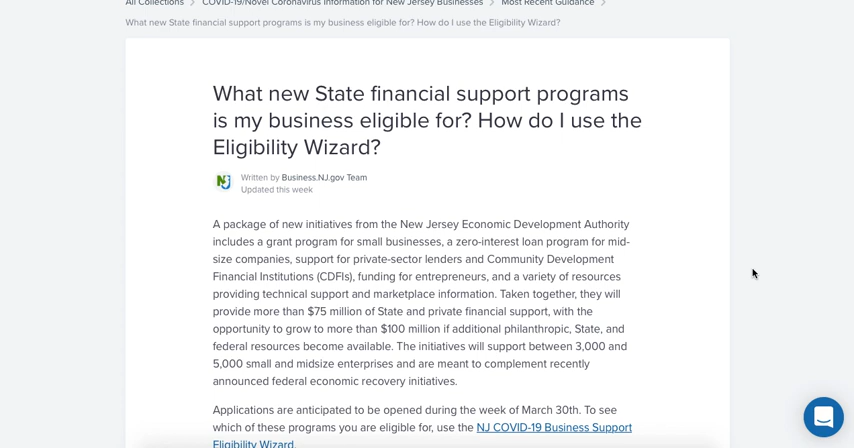 All Collections > COVID-19/Novel Coronavirus Information for New Jersey Businesses > Most Recent Guidance >
What new State financial support programs is my business eligible for? How do I use the Eligibility Wizard?
What new State financial support programs
is my business eligible for? How do I use the
Eligibility Wizard?
NJ
Written by Business.NJ.gov Team
Updated this week
A package of new initiatives from the New Jersey Economic Development Authority
includes a grant program for small businesses, a zero-interest loan program for mid-
size companies, support for private-sector lenders and Community Development
Financial Institutions (CDFIs), funding for entrepreneurs, and a variety of resources
providing technical support and marketplace information. Taken together, they will
provide more than $75 million of State and private financial support, with the
opportunity to grow to more than $100 million if additional philanthropic, State, and
federal resources become available. The initiatives will support between 3,000 and
5,000 small and midsize enterprises and are meant to complement recently
announced federal economic recovery initiatives.
Applications are anticipated to be opened during the week of March 30th. To see
which of these programs you are eligible for, use the NJ COVID-19 Business Support
Eligibility Wizard.